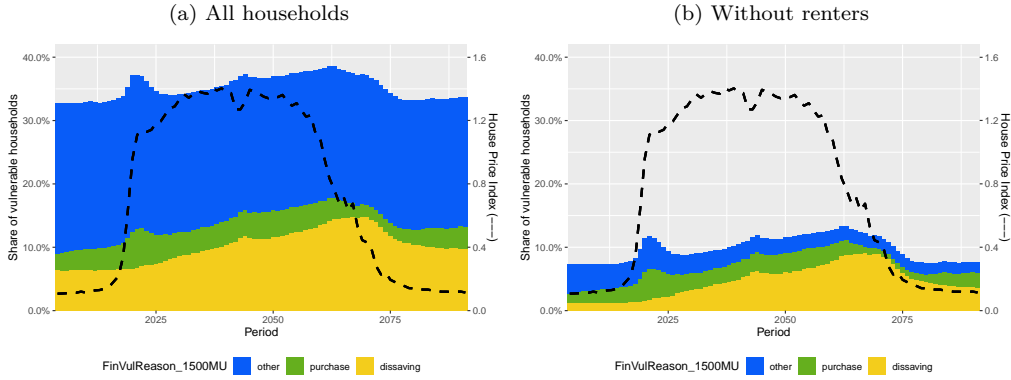 (a) All households
(b) Without renters
40.0%
30.0%
20.0%
10.0%
0.0%
Share of vulnerable households
1.6
1.2
0.8
0.4
0.0
House Price Index (−−−)
2025
2050
2075
Period
FinVulReason_1500MU
other
purchase
dissaving
40.0%
30.0%
20.0%
10.0%
0.0%
Share of vulnerable households
1.6
1.2
0.8
0.4
0.0
House Price Index (−−−)
2025
2050
2075
Period
FinVulReason_1500MU
other
purchase
dissaving